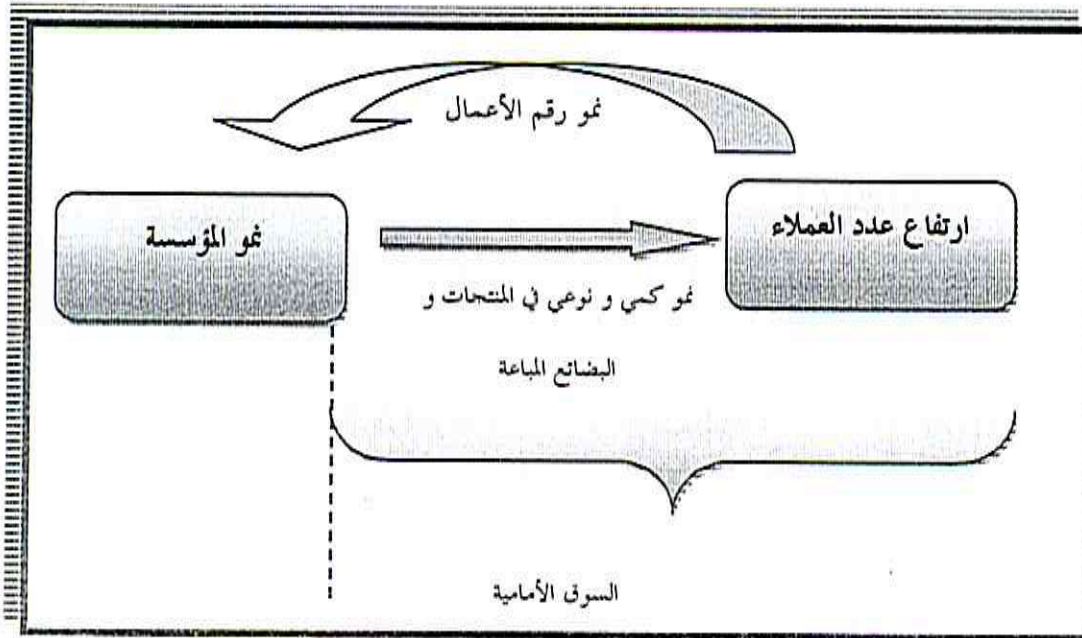 نمو رقم الأعمال
ارتفاع عدد العملاء
نمو المؤسسة
نمو كمي و نوعي في المنتجات و
البضائع المباعة
السوق الأمامية